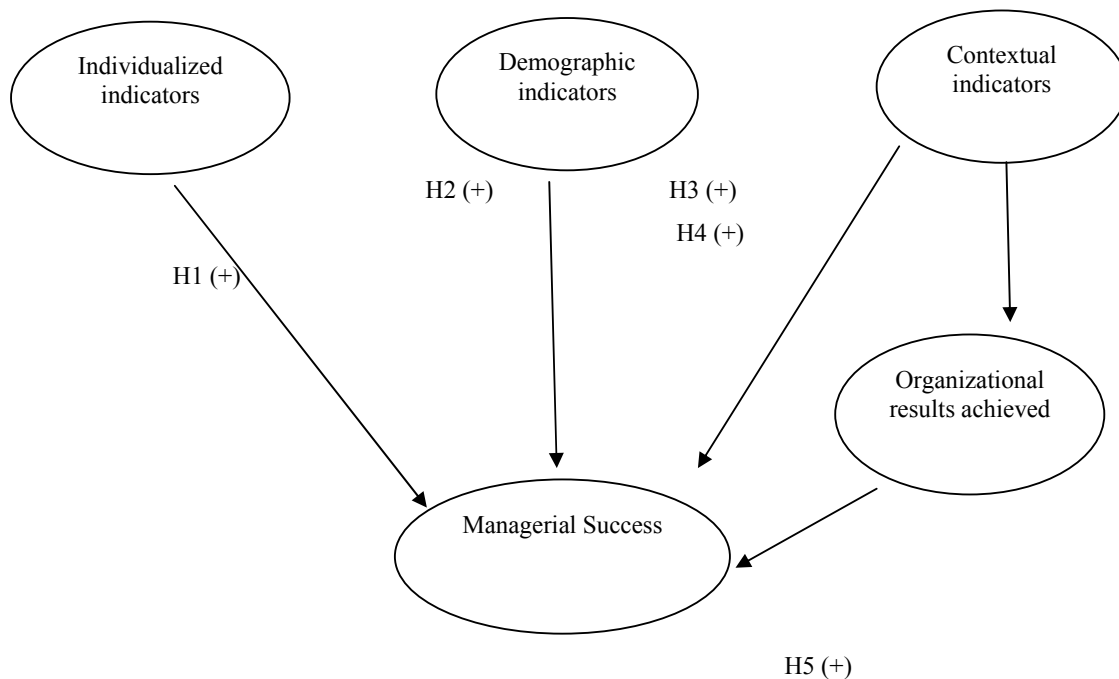 Individualized
indicators
Demographic
indicators
Contextual
indicators
H2 (+)
H3 (+)
H4 (+)
H1 (+)
Organizational
results achieved
Managerial Success
H5 (+)